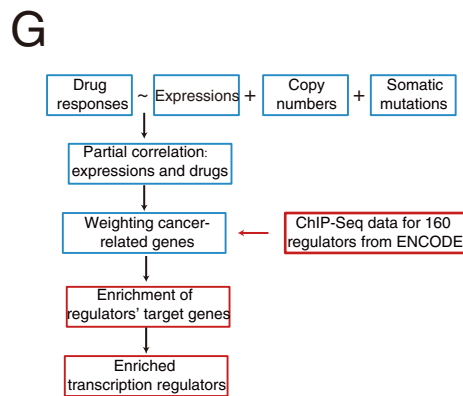 G
Drug responses ~ Expressions + Copy numbers + Somatic mutations
Partial correlation:
expressions and drugs
Weighting cancer-
related genes
ChIP-Seq data for 160
regulators from ENCODE
Enrichment of
regulators' target genes
Enriched
transcription regulators